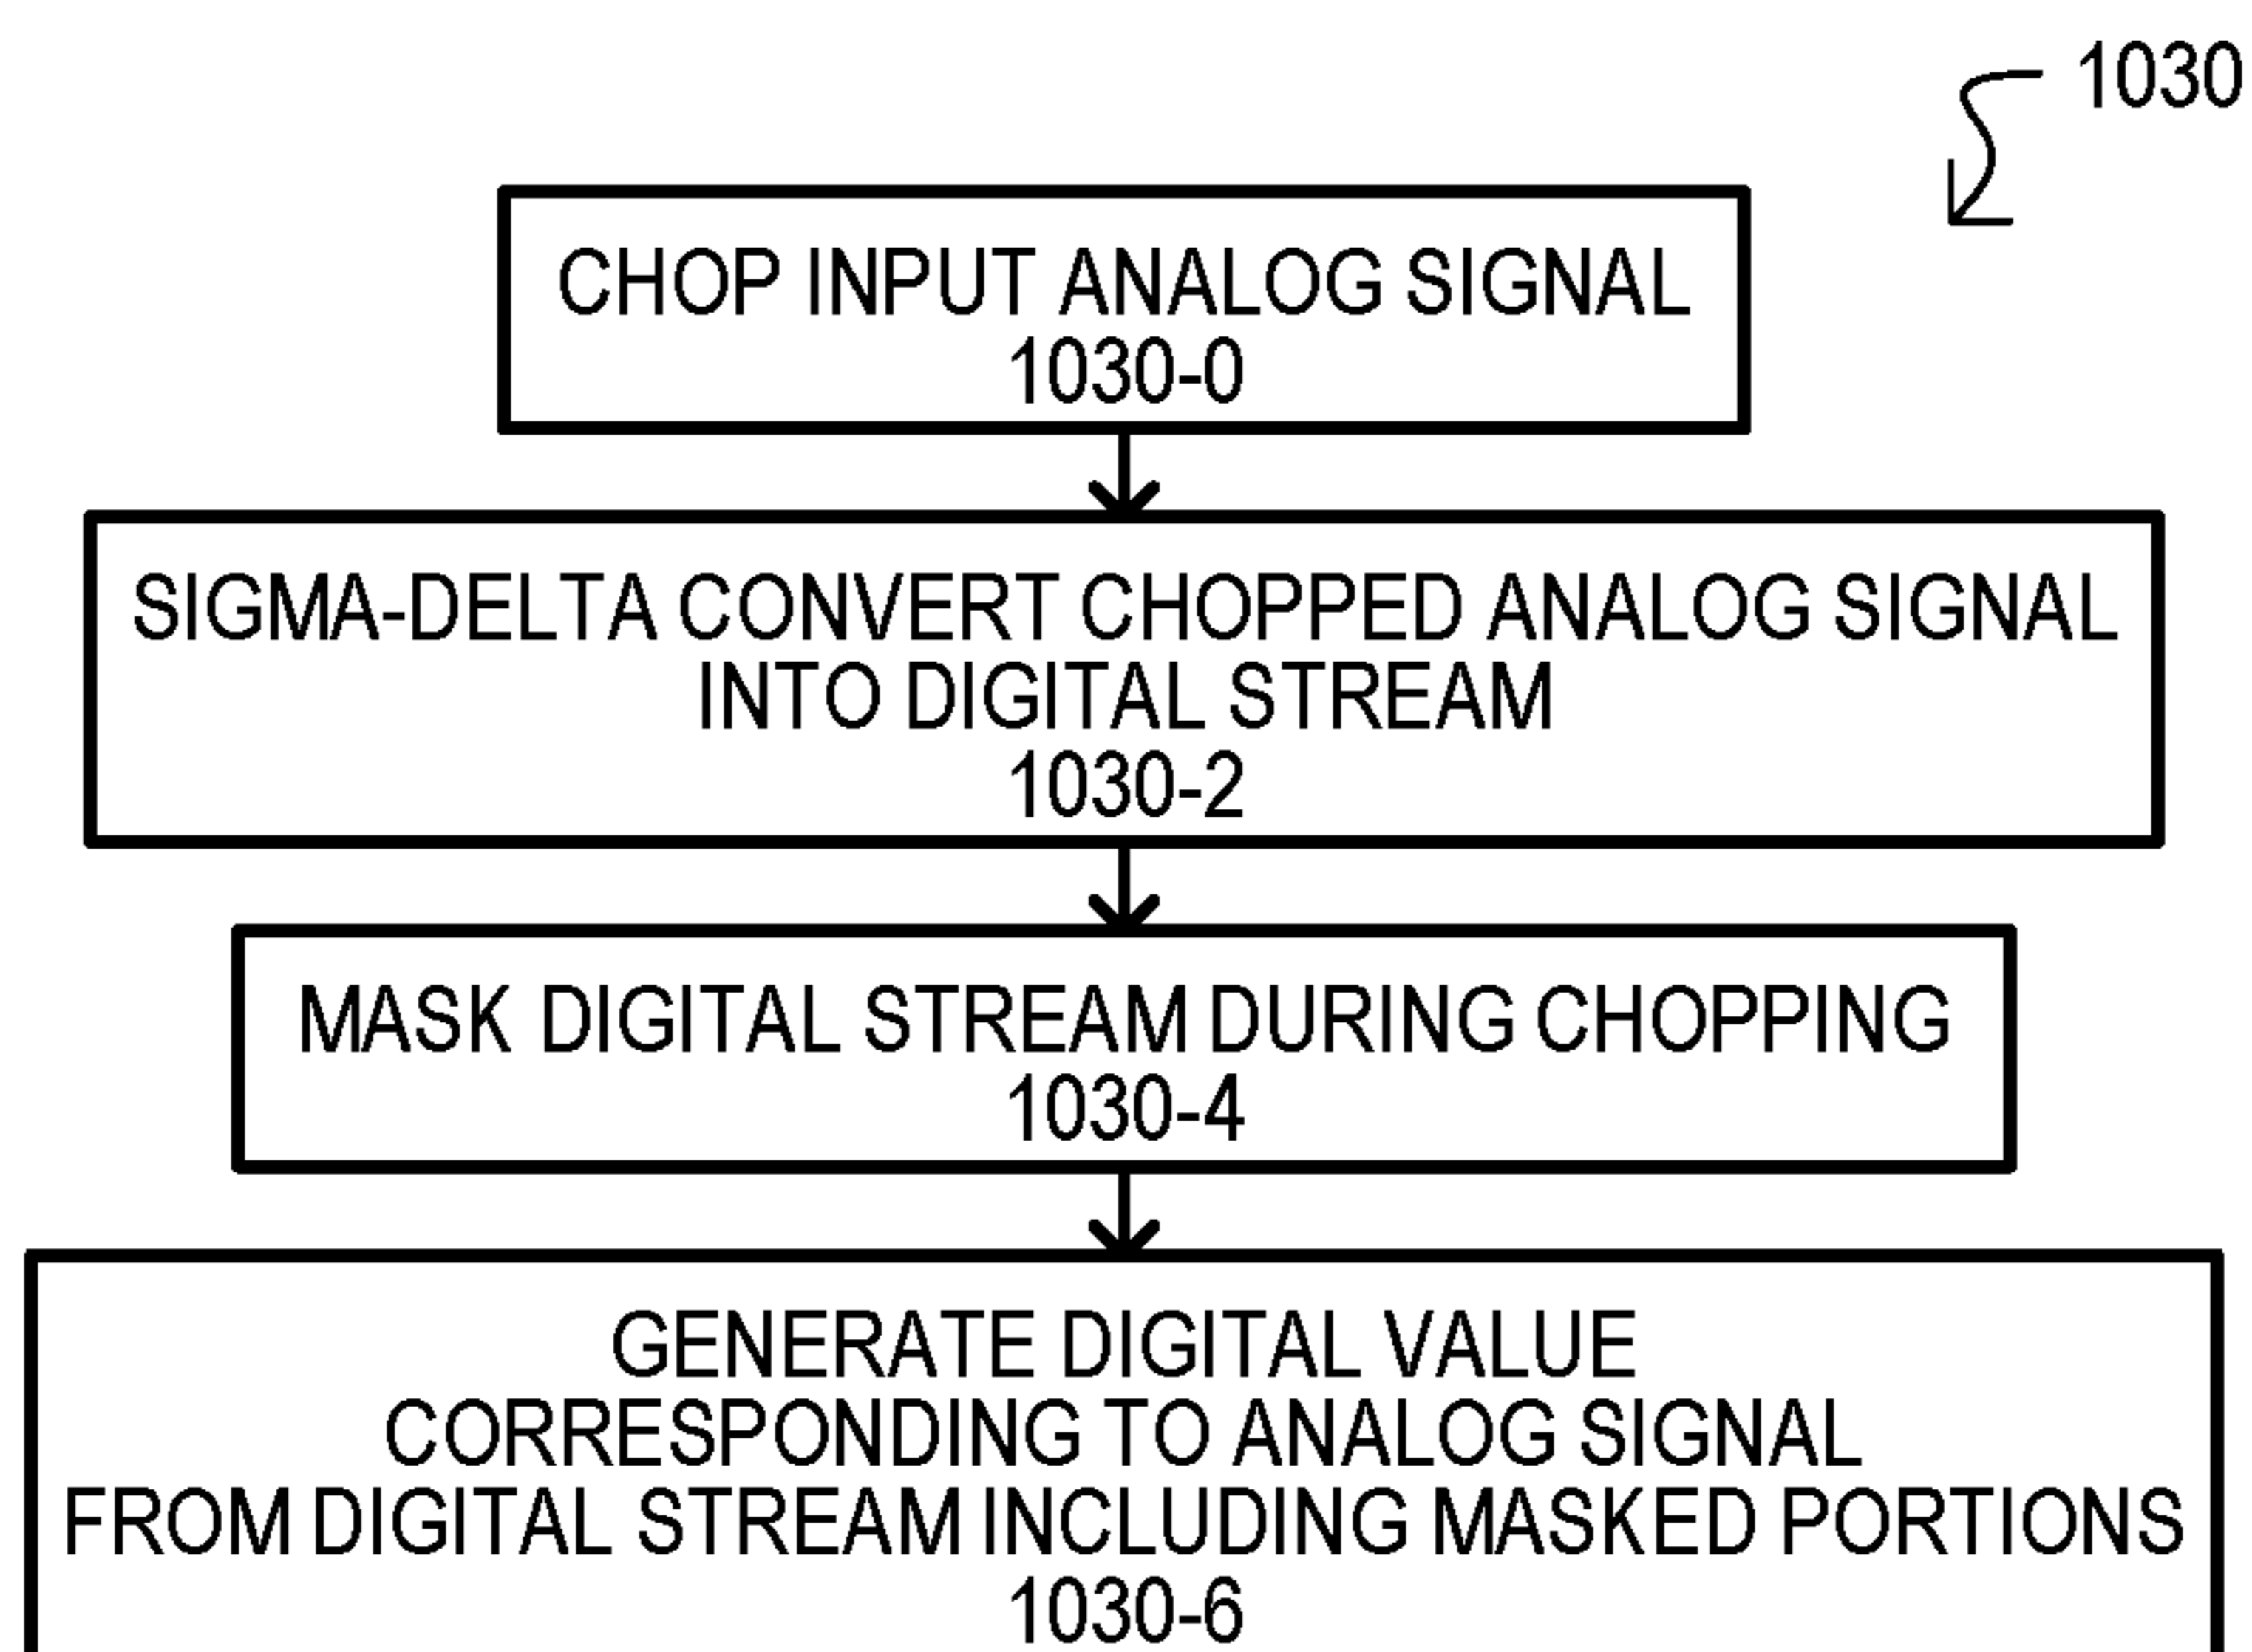 1030
CHOP INPUT ANALOG SIGNAL
1030-0
SIGMA-DELTA CONVERT CHOPPED ANALOG SIGNAL
INTO DIGITAL STREAM
1030-2
MASK DIGITAL STREAM DURING CHOPPING
1030-4
GENERATE DIGITAL VALUE
CORRESPONDING TO ANALOG SIGNAL
FROM DIGITAL STREAM INCLUDING MASKED PORTIONS
1030-6